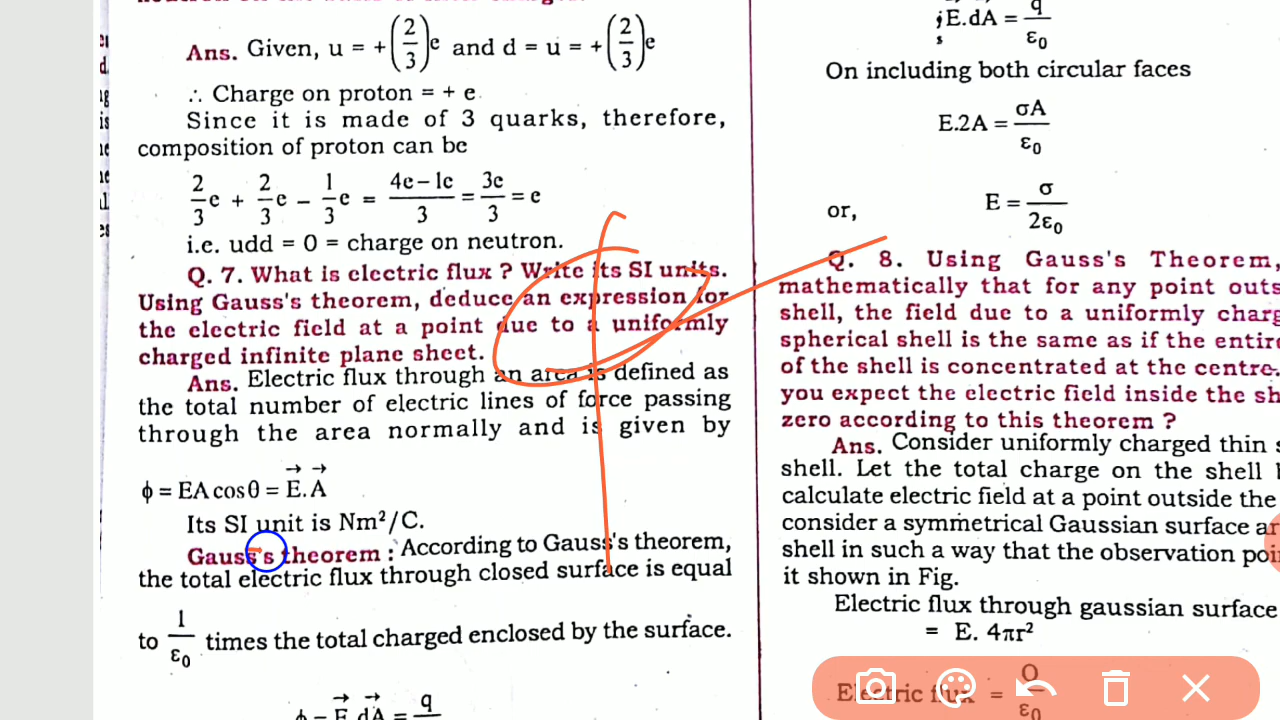 Ans. Given, u = +(2/3)e and d = u = +(2/3)e
∴ Charge on proton = + e
Since it is made of 3 quarks, therefore,
composition of proton can be
2/3 e + 2/3 e − 1/3 e = (4e − 1e)/3 = 3e/3 = e
i.e. udd = 0 = charge on neutron.
Q. 7. What is electric flux ? Write its SI units.
Using Gauss's theorem, deduce an expression for
the electric field at a point due to a uniformly
charged infinite plane sheet.
Ans. Electric flux through an area is defined as
the total number of electric lines of force passing
through the area normally and is given by
ϕ = EA cosθ = E⃗.A⃗
Its SI unit is Nm²/C.
Gauss's theorem : According to Gauss's theorem,
the total electric flux through closed surface is equal
to 1/ε₀ times the total charged enclosed by the surface.
E.dA = q/ε₀
On including both circular faces
E.2A = σA/ε₀
or, E = σ/2ε₀
Q. 8. Using Gauss's Theorem,
mathematically that for any point outs
shell, the field due to a uniformly charg
spherical shell is the same as if the entire
of the shell is concentrated at the centre.
you expect the electric field inside the sh
zero according to this theorem ?
Ans. Consider uniformly charged thin s
shell. Let the total charge on the shell
calculate electric field at a point outside the
consider a symmetrical Gaussian surface ar
shell in such a way that the observation poi
it shown in Fig.
Electric flux through gaussian surface
= E. 4πr²
Electric flux = Q/ε₀